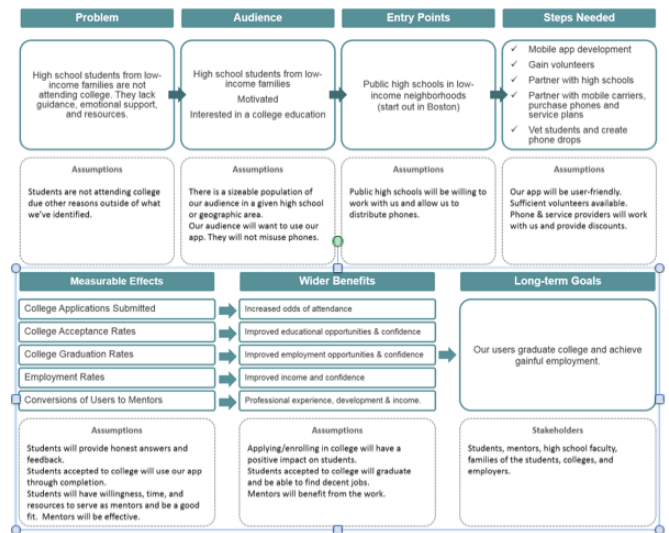 Problem
Audience
Entry Points
Steps Needed
High school students from low-
income families are not
attending college. They lack
guidance, emotional support,
and resources.
High school students from low-
income families
Motivated
Interested in a college education
Public high schools in low-
income neighborhoods
(start out in Boston)
✓ Mobile app development
✓ Gain volunteers
✓ Partner with high schools
✓ Partner with mobile carriers,
purchase phones and
service plans
✓ Vet students and create
phone drops
Assumptions
Students are not attending college
due other reasons outside of what
we've identified.
Assumptions
There is a sizeable population of
our audience in a given high school
or geographic area.
Our audience will want to use our
app. They will not misuse phones.
Assumptions
Public high schools will be willing to
work with us and allow us to
distribute phones.
Assumptions
Our app will be user-friendly.
Sufficient volunteers available.
Phone & service providers will work
with us and provide discounts.
Measurable Effects
Wider Benefits
Long-term Goals
College Applications Submitted
Increased odds of attendance
College Acceptance Rates
Improved educational opportunities & confidence
College Graduation Rates
Improved employment opportunities & confidence
Employment Rates
Improved income and confidence
Conversions of Users to Mentors
Professional experience, development & income.
Our users graduate college and achieve
gainful employment.
Assumptions
Students will provide honest answers and
feedback.
Students accepted to college will use our app
through completion.
Students will have willingness, time, and
resources to serve as mentors and be a good
fit. Mentors will be effective.
Assumptions
Applying/enrolling in college will have a
positive impact on students.
Students accepted to college will graduate
and be able to find decent jobs.
Mentors will benefit from the work.
Stakeholders
Students, mentors, high school faculty,
families of the students, colleges, and
employers.